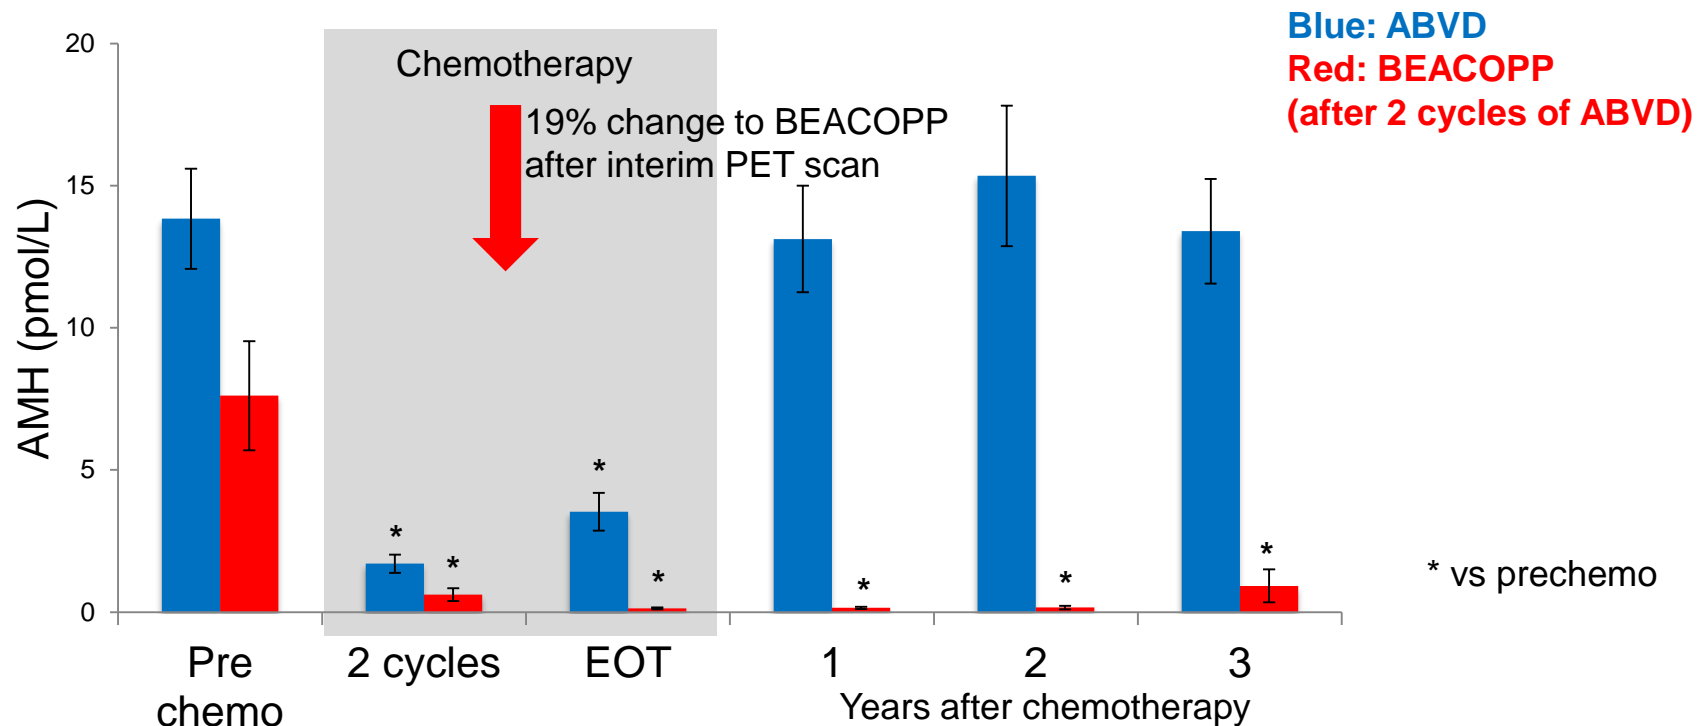 Blue: ABVD
Red: BEACOPP
(after 2 cycles of ABVD)
20
15
10
5
0
AMH (pmol/L)
Chemotherapy
19% change to BEACOPP
after interim PET scan
*
*
*
*
*
*
*
* vs prechemo
Pre
chemo
2 cycles
EOT
1
2
3
Years after chemotherapy